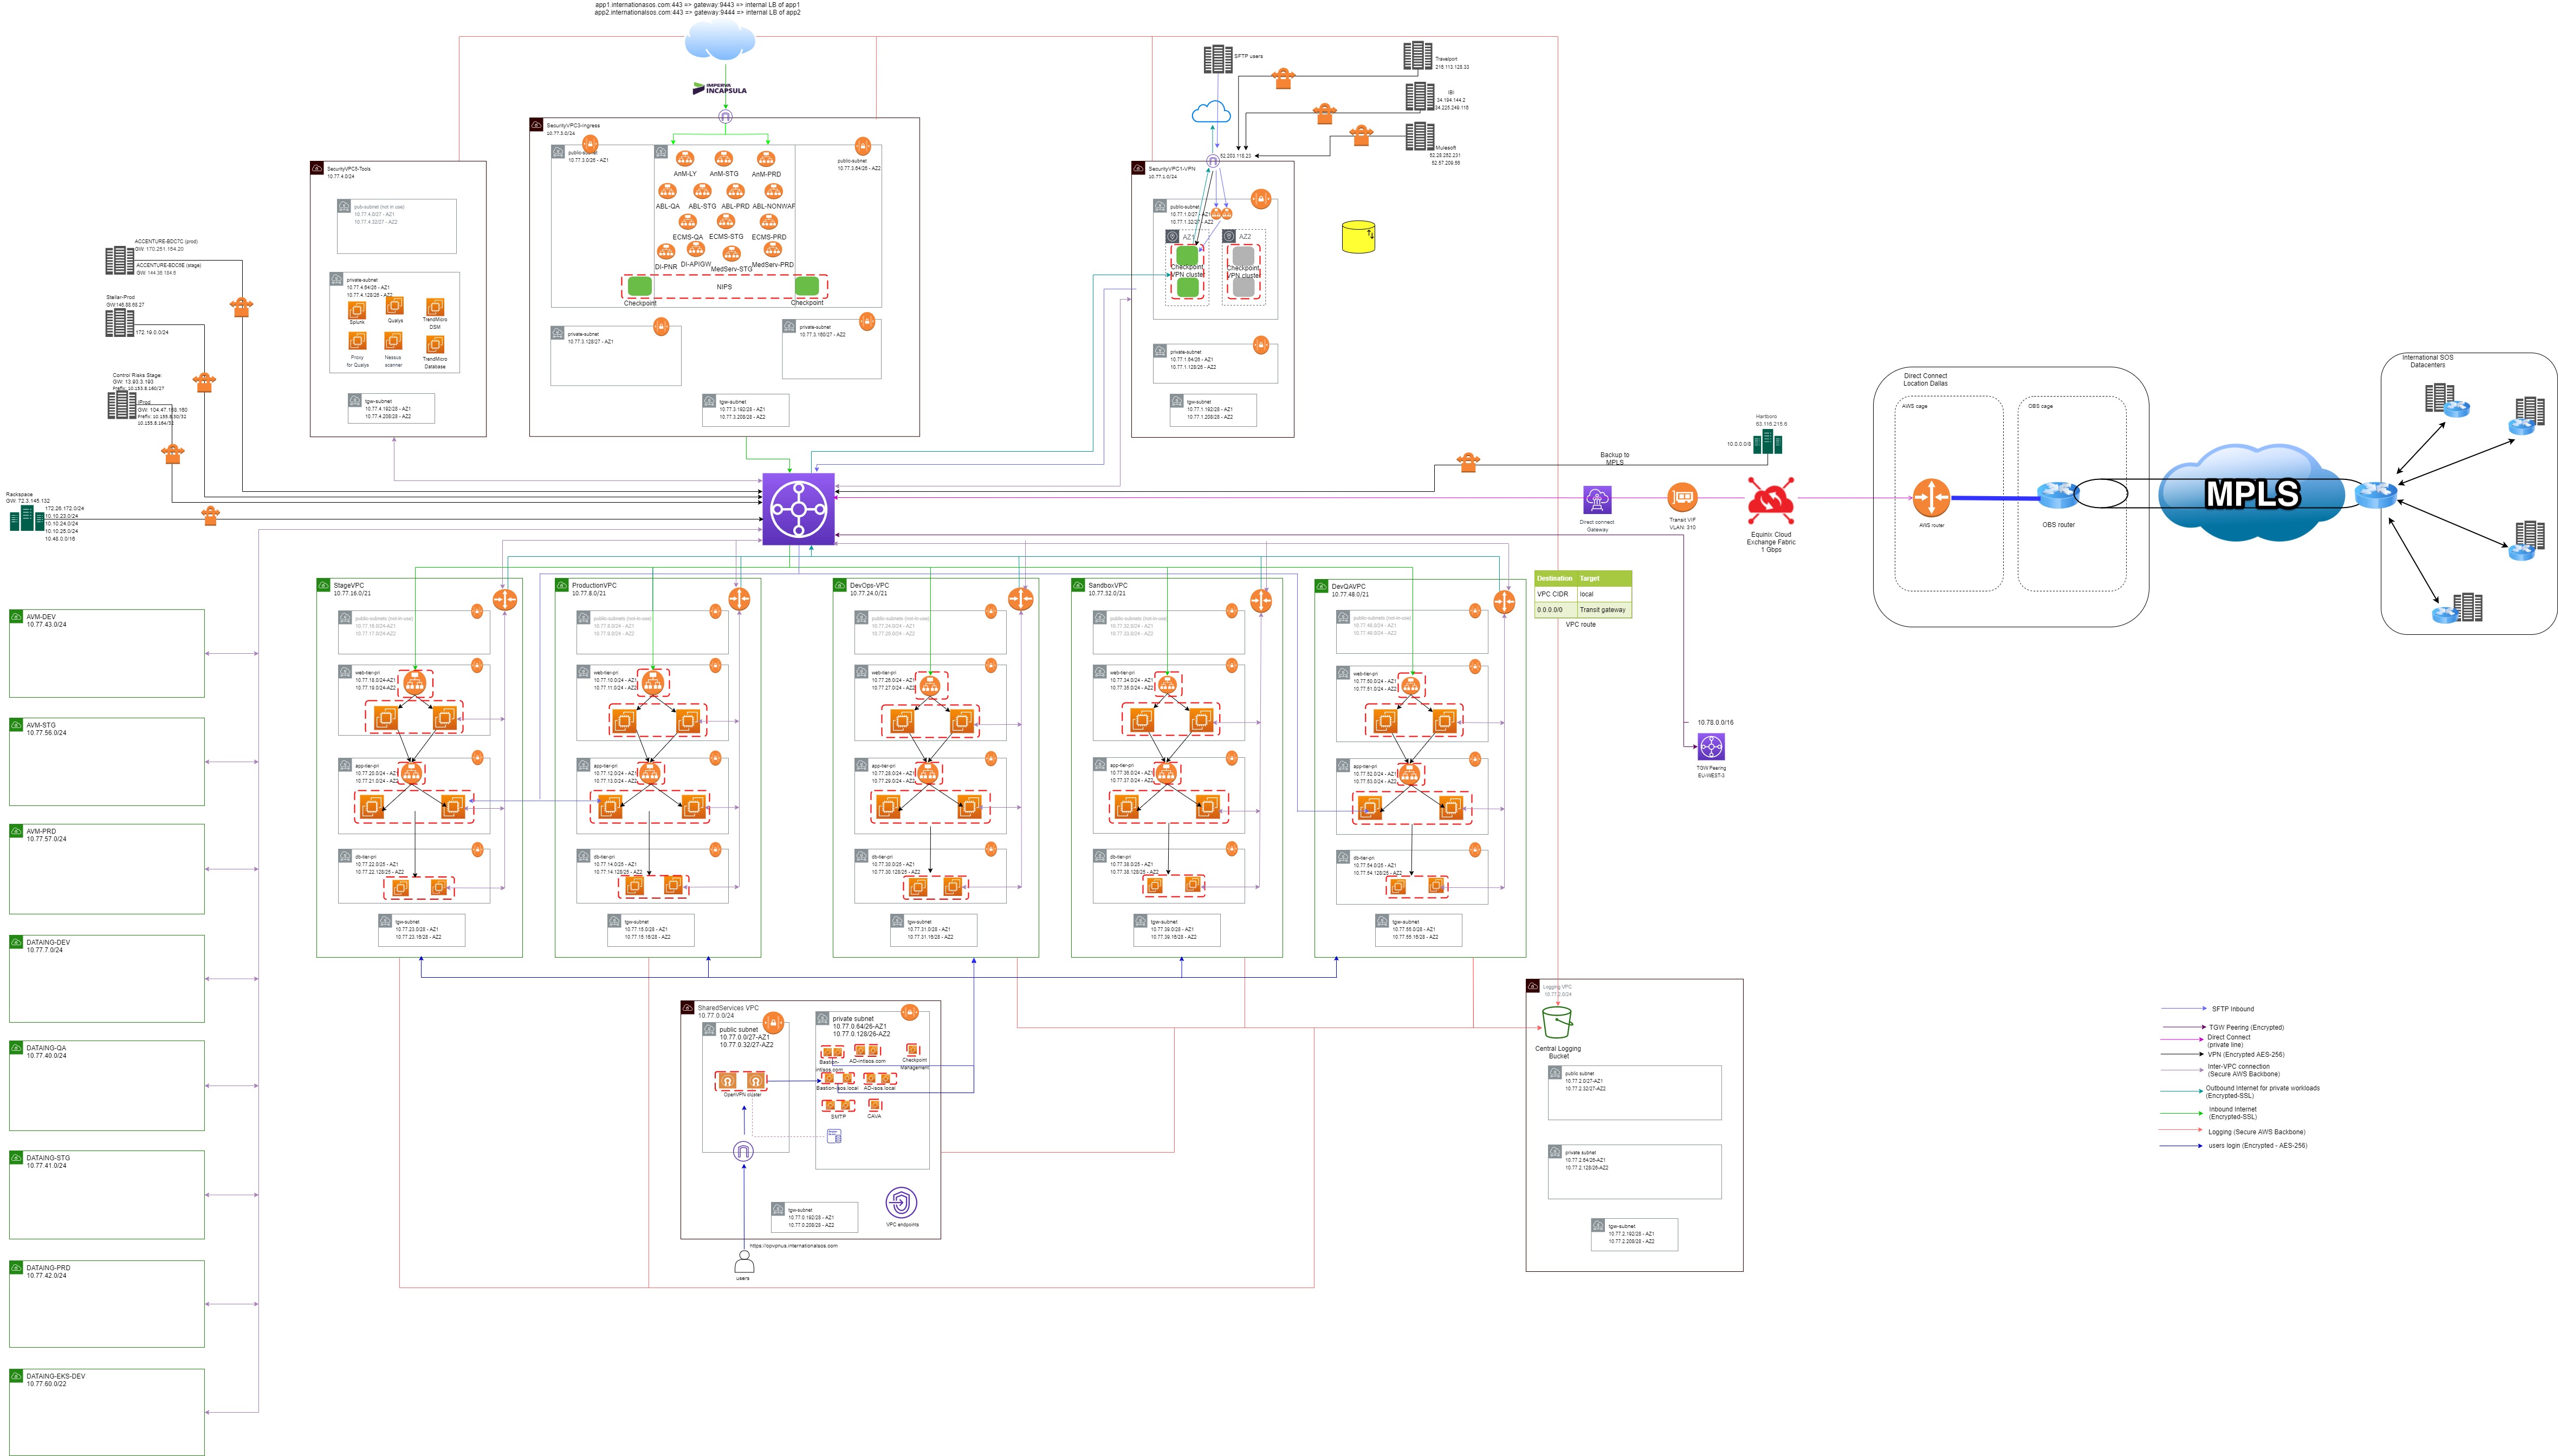 app1.internationasos.com:443 => gateway:9443 => internal LB of app1
app2.internationalsos.com:443 => gateway:9444 => internal LB of app2
IMPERVA
INCAPSULA
SFTP users
Travelport
216.113.128.33
IBI
34.194.144.2
34.225.248.116
Mulesoft
52.28.252.231
52.57.209.56
52.203.116.23
SecurityVPC5-Tools
10.77.4.0/24
pub-subnet (not in use)
10.77.4.0/27 - AZ1
10.77.4.32/27 - AZ2
private-subnet
10.77.4.64/26 - AZ1
10.77.4.128/26 - AZ2
Splunk
Qualys
TrendMicro
DSM
Proxy
for Qualys
Nessus
scanner
TrendMicro
Database
tgw-subnet
10.77.4.192/28 - AZ1
10.77.4.208/28 - AZ2
SecurityVPC3-Ingress
10.77.3.0/24
public-subnet
10.77.3.0/26 - AZ1
public-subnet
10.77.3.64/26 - AZ2
AnM-LY
AnM-STG
AnM-PRD
ABL-QA
ABL-STG
ABL-PRD
ABL-NONWAF
ECMS-QA
ECMS-STG
ECMS-PRD
DI-PNR
DI-APIGW
MedServ-STG
MedServ-PRD
NIPS
Checkpoint
Checkpoint
private-subnet
10.77.3.128/27 - AZ1
private-subnet
10.77.3.160/27 - AZ2
tgw-subnet
10.77.3.192/28 - AZ1
10.77.3.208/28 - AZ2
SecurityVPC1-VPN
10.77.1.0/24
public-subnet
10.77.1.0/27 - AZ1
10.77.1.32/27 - AZ2
AZ1
AZ2
Checkpoint
VPN cluster
Checkpoint
VPN cluster
private-subnet
10.77.1.64/26 - AZ1
10.77.1.128/26 - AZ2
tgw-subnet
10.77.1.192/28 - AZ1
10.77.1.208/28 - AZ2
ACCENTURE-BDC7C (prod)
GW: 170.251.154.20
ACCENTURE-BDC6E (stage)
GW: 144.36.184.5
Stellar-Prod
172.19.0.0/24
Control Risks Stage:
GW: 13.93.3.193
Prefix: 10.155.8.160/27
GW: 104.47.168.160
Rackspace
GW: 72.3.145.132
172.26.172.0/24
10.10.23.0/24
10.10.24.0/24
10.10.25.0/24
10.48.0.0/16
Backup to
MPLS
Hartboro
63.116.215.6
10.0.0.0/8
Direct connect
Gateway
Transit VIF
VLAN: 310
Equinix Cloud
Exchange Fabric
1 Gbps
Direct Connect
Location Dallas
AWS cage
OBS cage
AWS router
OBS router
MPLS
International SOS
Datacenters
Destination Target
VPC CIDR local
0.0.0.0/0 Transit gateway
VPC route
10.78.0.0/16
TGW Peering
EU-WEST-3
StageVPC
10.77.16.0/21
public-subnets (not-in-use)
10.77.16.0/24-AZ1
10.77.17.0/24-AZ2
web-tier-pri
10.77.18.0/24-AZ1
10.77.19.0/24-AZ2
app-tier-pri
10.77.20.0/24 -AZ1
10.77.21.0/24 -AZ2
db-tier-pri
10.77.22.0/25 - AZ1
10.77.22.128/25 - AZ2
tgw-subnet
10.77.23.0/28 - AZ1
10.77.23.16/28 - AZ2
ProductionVPC
10.77.8.0/21
public-subnets (not-in-use)
10.77.8.0/24 -AZ1
10.77.9.0/24 -AZ2
web-tier-pri
10.77.10.0/24 -AZ1
10.77.11.0/24 -AZ2
app-tier-pri
10.77.12.0/24 -AZ1
10.77.13.0/24 -AZ2
db-tier-pri
10.77.14.0/25 - AZ1
10.77.14.128/25 - AZ2
tgw-subnet
10.77.15.0/28 - AZ1
10.77.15.16/28 - AZ2
DevOps-VPC
10.77.24.0/21
public-subnets (not-in-use)
10.77.24.0/24 - AZ1
10.77.25.0/24 - AZ2
web-tier-pri
10.77.26.0/24 - AZ1
10.77.27.0/24 - AZ2
app-tier-pri
10.77.28.0/24 - AZ1
10.77.29.0/24 - AZ2
db-tier-pri
10.77.30.0/25 - AZ1
10.77.30.128/25 - AZ2
tgw-subnet
10.77.31.0/28 - AZ1
10.77.31.16/28 - AZ2
SandboxVPC
10.77.32.0/21
public-subnets (not-in-use)
10.77.32.0/24 - AZ1
10.77.33.0/24 - AZ2
web-tier-pri
10.77.34.0/24 - AZ1
10.77.35.0/24 - AZ2
app-tier-pri
10.77.36.0/24 - AZ1
10.77.37.0/24 - AZ2
db-tier-pri
10.77.38.0/25 - AZ1
10.77.38.128/25 - AZ2
tgw-subnet
10.77.39.0/28 - AZ1
10.77.39.16/28 - AZ2
DevQAVPC
10.77.48.0/21
public-subnets (not-in-use)
10.77.48.0/24 - AZ1
10.77.49.0/24 - AZ2
web-tier-pri
10.77.50.0/24 - AZ1
10.77.51.0/24 - AZ2
app-tier-pri
10.77.52.0/24 - AZ1
10.77.53.0/24 - AZ2
db-tier-pri
10.77.54.0/25 - AZ1
10.77.54.128/25 - AZ2
tgw-subnet
10.77.55.0/28 - AZ1
10.77.55.16/28 - AZ2
AVM-DEV
10.77.43.0/24
AVM-STG
10.77.56.0/24
AVM-PRD
10.77.57.0/24
DATAING-DEV
10.77.7.0/24
DATAING-QA
10.77.40.0/24
DATAING-STG
10.77.41.0/24
DATAING-PRD
10.77.42.0/24
DATAING-EKS-DEV
10.77.60.0/22
SharedServices VPC
10.77.0.0/24
public subnet
10.77.0.0/27-AZ1
10.77.0.32/27-AZ2
OpenVPN cluster
private subnet
10.77.0.64/26-AZ1
10.77.0.128/26-AZ2
Bastion-
intlsos.com
AD-intlsos.com
Checkpoint
Management
Bastion-isos.local
AD-isos.local
SMTP
CAVA
tgw-subnet
10.77.0.192/28 - AZ1
10.77.0.208/28 - AZ2
VPC endpoints
https://opvpnus.internationalsos.com
users
Logging VPC
10.77.2.0/24
Central Logging
Bucket
public subnet
10.77.2.0/27-AZ1
10.77.2.32/27-AZ2
private subnet
10.77.2.64/26-AZ1
10.77.2.128/26-AZ2
tgw-subnet
10.77.2.192/28 - AZ1
10.77.2.208/28 - AZ2
SFTP Inbound
TGW Peering (Encrypted)
Direct Connect
(private line)
VPN (Encrypted AES-256)
Inter-VPC connection
(Secure AWS Backbone)
Outbound Internet for private workloads
(Encrypted-SSL)
Inbound Internet
(Encrypted-SSL)
Logging (Secure AWS Backbone)
users login (Encrypted - AES-256)